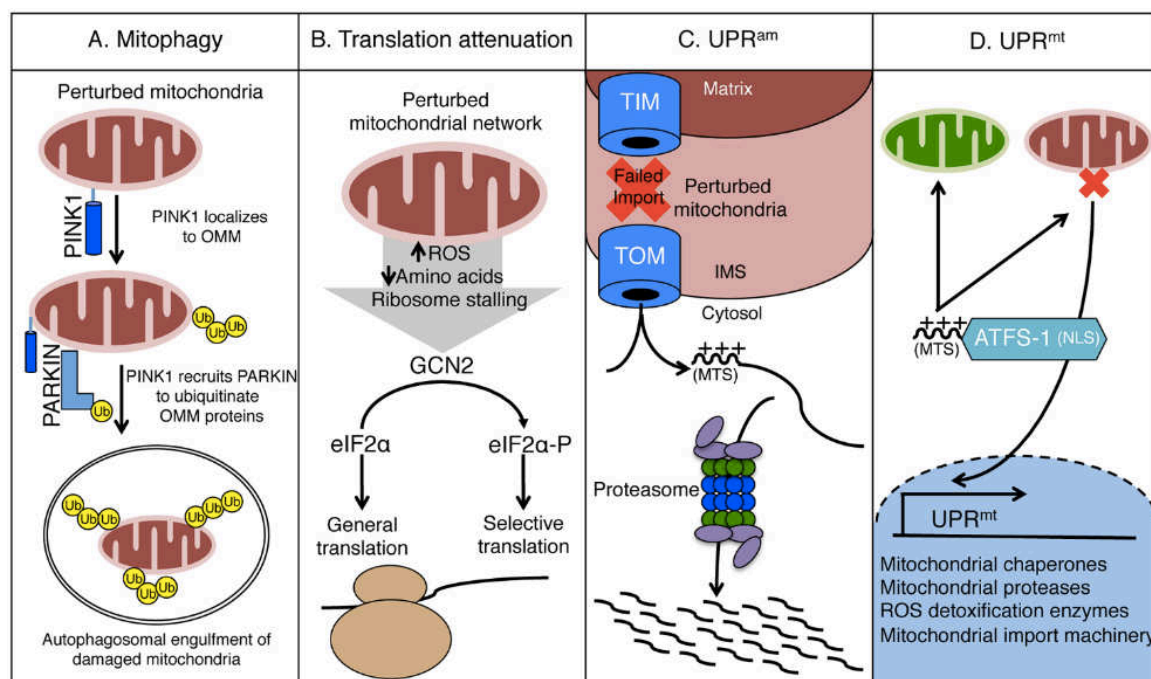 A. Mitophagy
Perturbed mitochondria
PINK1
PINK1 localizes
to OMM
Ub
Ub
Ub
PARKIN
Ub
PINK1 recruits PARKIN
to ubiquitinate
OMM proteins
Ub
Ub
Ub
Ub
Ub
Ub
Ub
Ub
Ub
Autophagosomal engulfment of
damaged mitochondria
B. Translation attenuation
Perturbed
mitochondrial network
ROS
Amino acids
Ribosome stalling
GCN2
eIF2α
eIF2α-P
General
translation
Selective
translation
C. UPRᵃᵐ
Matrix
TIM
Failed
Import
Perturbed
mitochondria
TOM
IMS
Cytosol
+++
(MTS)
Proteasome
D. UPRᵐᵗ
+++
(MTS)
ATFS-1 (NLS)
UPRᵐᵗ
Mitochondrial chaperones
Mitochondrial proteases
ROS detoxification enzymes
Mitochondrial import machinery